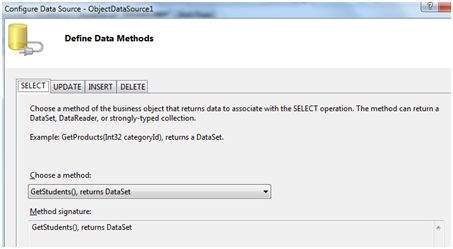 Configure Data Source - ObjectDataSource1
Define Data Methods
SELECT UPDATE INSERT DELETE
Choose a method of the business object that returns data to associate with the SELECT operation. The method can return a
DataSet, DataReader, or strongly-typed collection.
Example: GetProducts(Int32 categoryId), returns a DataSet.
Choose a method:
GetStudents(), returns DataSet
Method signature:
GetStudents(), returns DataSet